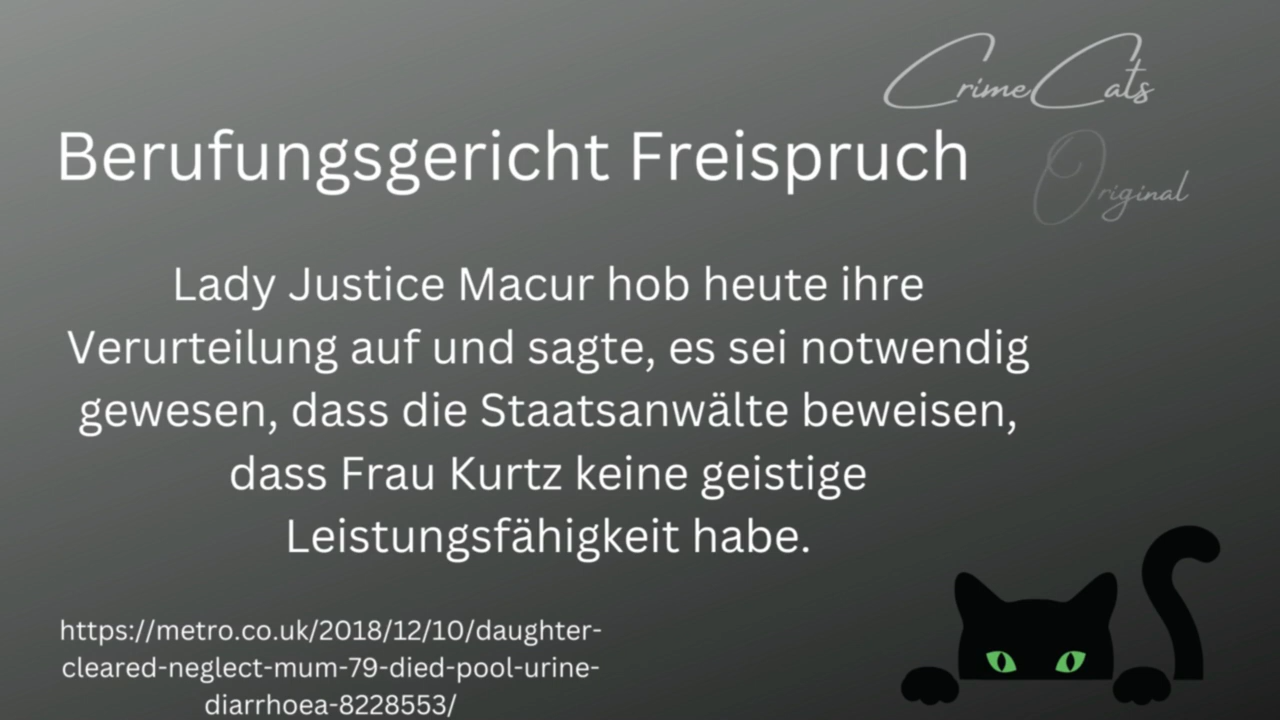 CrimeCats
Original
Berufungsgericht Freispruch
Lady Justice Macur hob heute ihre
Verurteilung auf und sagte, es sei notwendig
gewesen, dass die Staatsanwälte beweisen,
dass Frau Kurtz keine geistige
Leistungsfähigkeit habe.
https://metro.co.uk/2018/12/10/daughter-
cleared-neglect-mum-79-died-pool-urine-
diarrhoea-8228553/